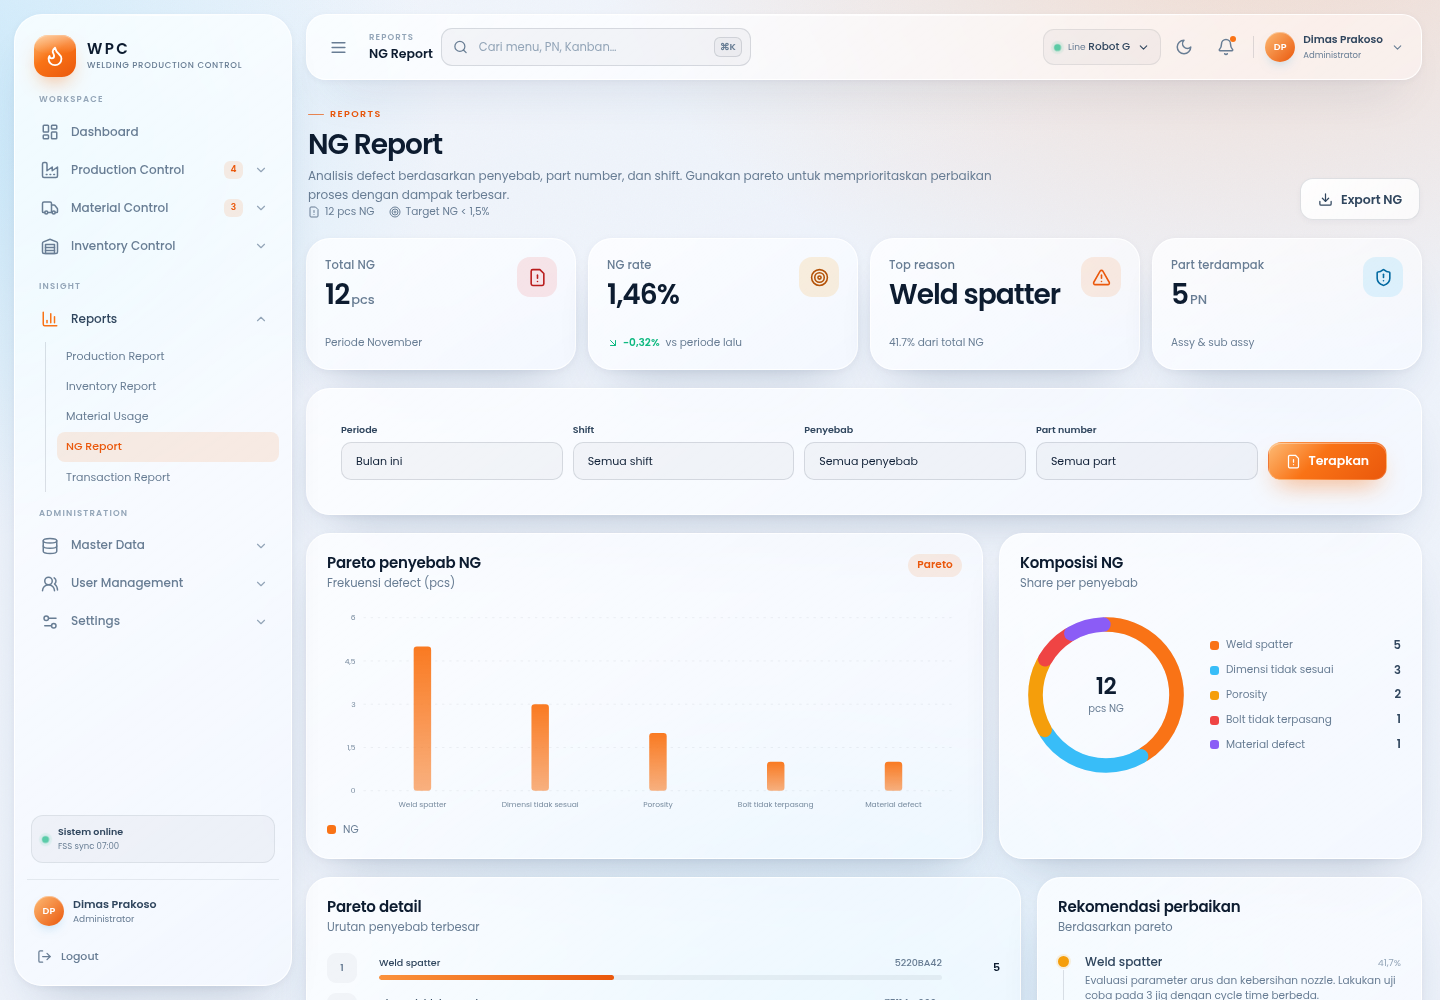 WPC
WELDING PRODUCTION CONTROL
WORKSPACE
Dashboard
Production Control 4
Material Control 3
Inventory Control
INSIGHT
Reports
Production Report
Inventory Report
Material Usage
NG Report
Transaction Report
ADMINISTRATION
Master Data
User Management
Settings
Sistem online
FSS sync 07:00
DP
Dimas Prakoso
Administrator
Logout
REPORTS
NG Report
Cari menu, PN, Kanban...
⌘K
Line Robot G
DP
Dimas Prakoso
Administrator
REPORTS
NG Report
Analisis defect berdasarkan penyebab, part number, dan shift. Gunakan pareto untuk memprioritaskan perbaikan
proses dengan dampak terbesar.
12 pcs NG Target NG < 1,5%
Export NG
Total NG
12 pcs
Periode November
NG rate
1,46%
-0,32% vs periode lalu
Top reason
Weld spatter
41.7% dari total NG
Part terdampak
5 PN
Assy & sub assy
Periode
Bulan ini
Shift
Semua shift
Penyebab
Semua penyebab
Part number
Semua part
Terapkan
Pareto penyebab NG
Frekuensi defect (pcs)
Pareto
6
4,5
3
1,5
0
Weld spatter
Dimensi tidak sesuai
Porosity
Bolt tidak terpasang
Material defect
NG
Komposisi NG
Share per penyebab
12
pcs NG
Weld spatter 5
Dimensi tidak sesuai 3
Porosity 2
Bolt tidak terpasang 1
Material defect 1
Pareto detail
Urutan penyebab terbesar
1
Weld spatter
5220BA42
5
Rekomendasi perbaikan
Berdasarkan pareto
Weld spatter 41,7%
Evaluasi parameter arus dan kebersihan nozzle. Lakukan uji
coba pada 3 jig dengan cycle time berbeda.